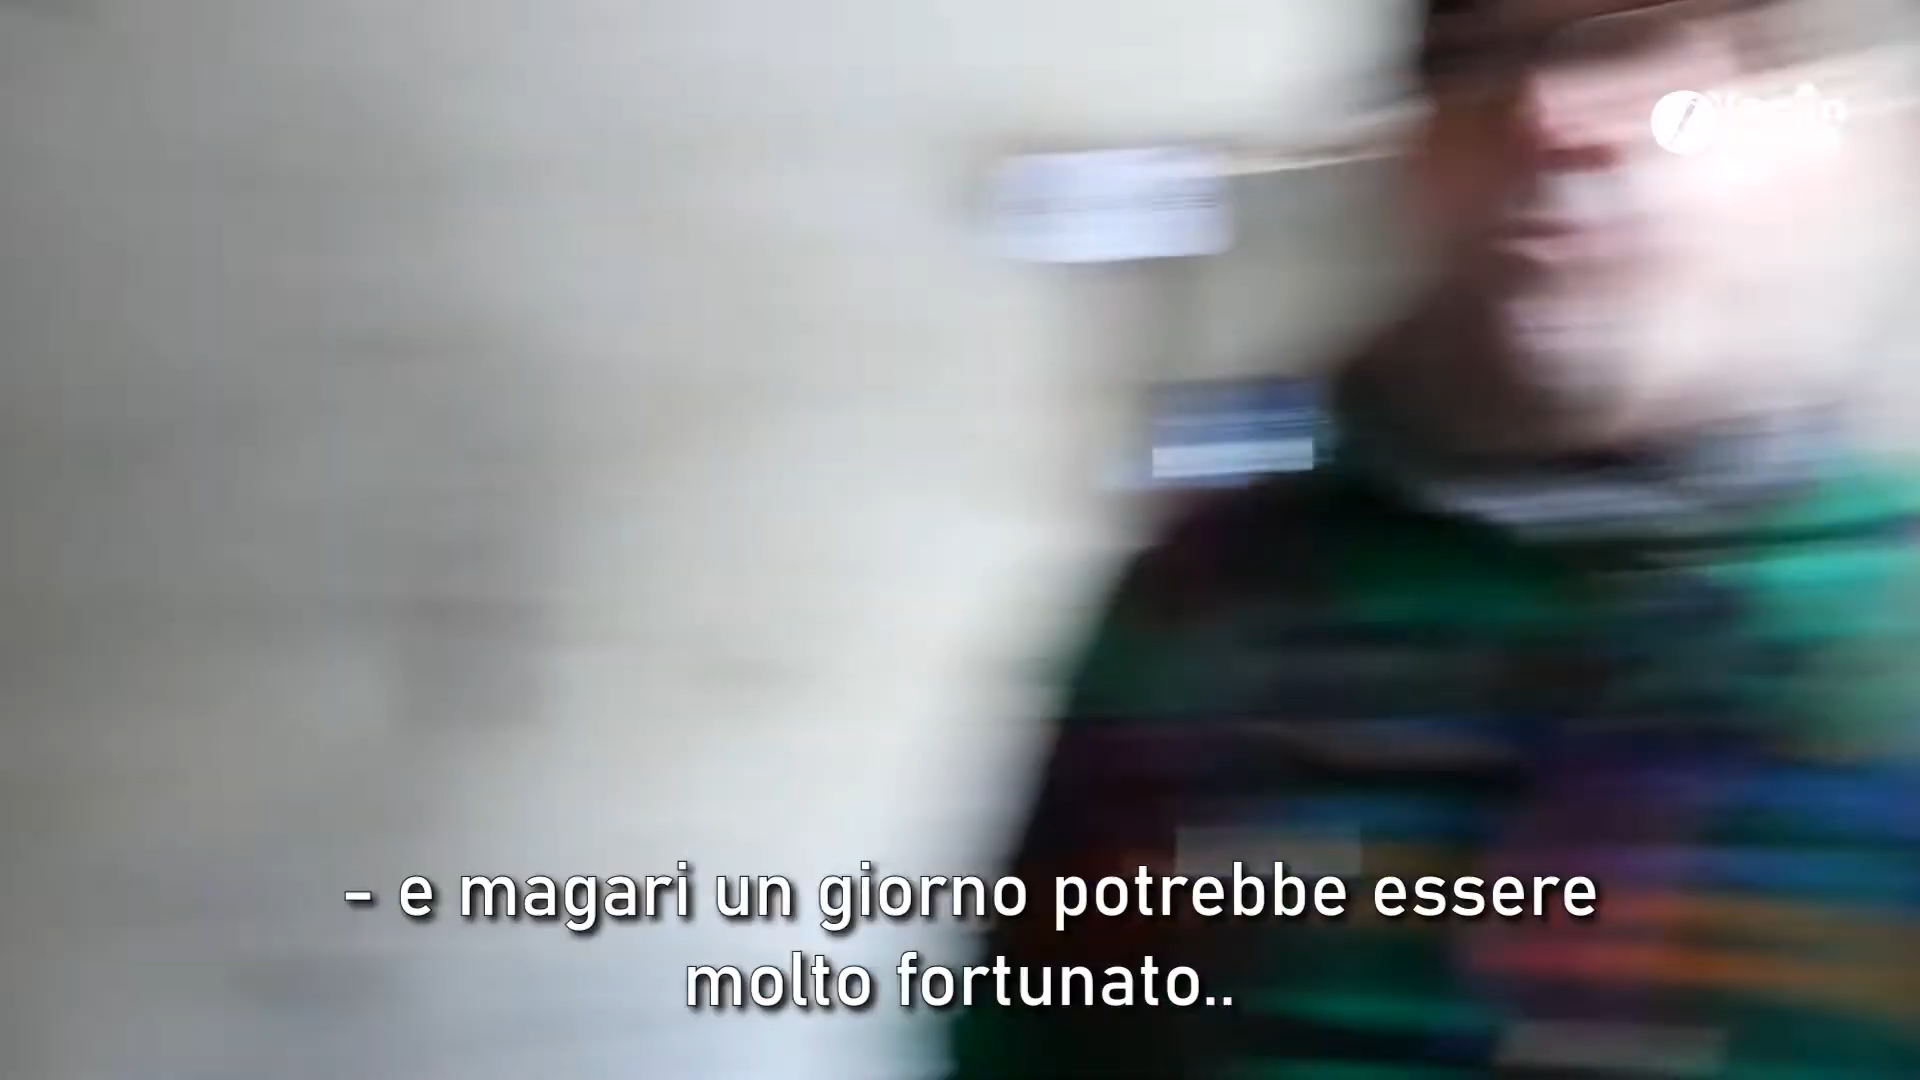 - e magari un giorno potrebbe essere
molto fortunato..